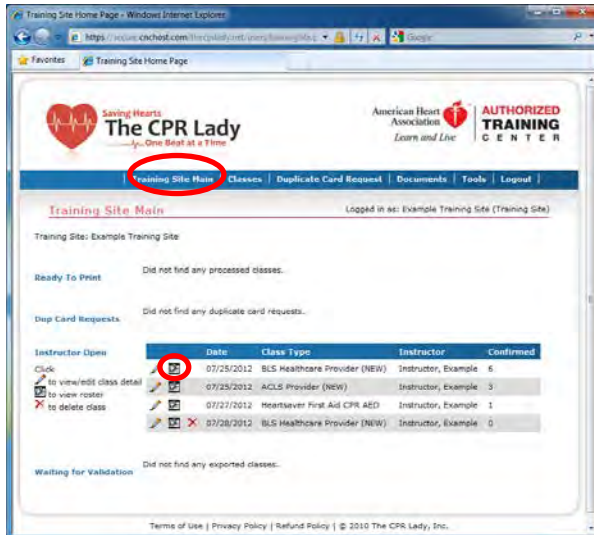 Training Site Home Page - Windows Internet Explorer
https://secure.cnchost.com
Google
Favorites
Training Site Home Page
Saving Hearts
The CPR Lady
One Beat at a Time
American Heart
Association
Learn and Live
AUTHORIZED
TRAINING
CENTER
Training Site Main | Classes | Duplicate Card Request | Documents | Tools | Logout |
Training Site Main
Logged in as: Example Training Site (Training Site)
Training Site: Example Training Site
Ready To Print
Did not find any processed classes.
Dup Card Requests
Did not find any duplicate card requests.
Instructor Open
Click
to view/edit class detail
to view roster
to delete class
Date Class Type Instructor Confirmed
07/25/2012 BLS Healthcare Provider (NEW) Instructor, Example 6
07/25/2012 ACLS Provider (NEW) Instructor, Example 3
07/27/2012 Heartsaver First Aid CPR AED Instructor, Example 1
07/28/2012 BLS Healthcare Provider (NEW) Instructor, Example 0
Waiting for Validation
Did not find any exported classes.
Terms of Use | Privacy Policy | Refund Policy | © 2010 The CPR Lady, Inc.